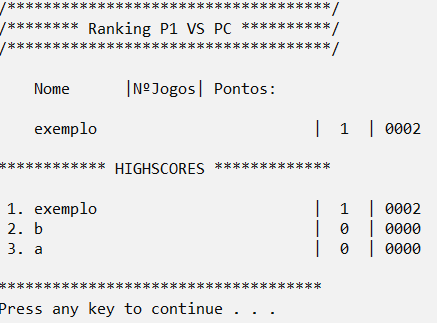 /************************************/
/******** Ranking P1 VS PC **********/
/************************************/
Nome |NºJogos| Pontos:
exemplo | 1 | 0002
************ HIGHSCORES *************
1. exemplo | 1 | 0002
2. b | 0 | 0000
3. a | 0 | 0000
************************************
Press any key to continue . . .